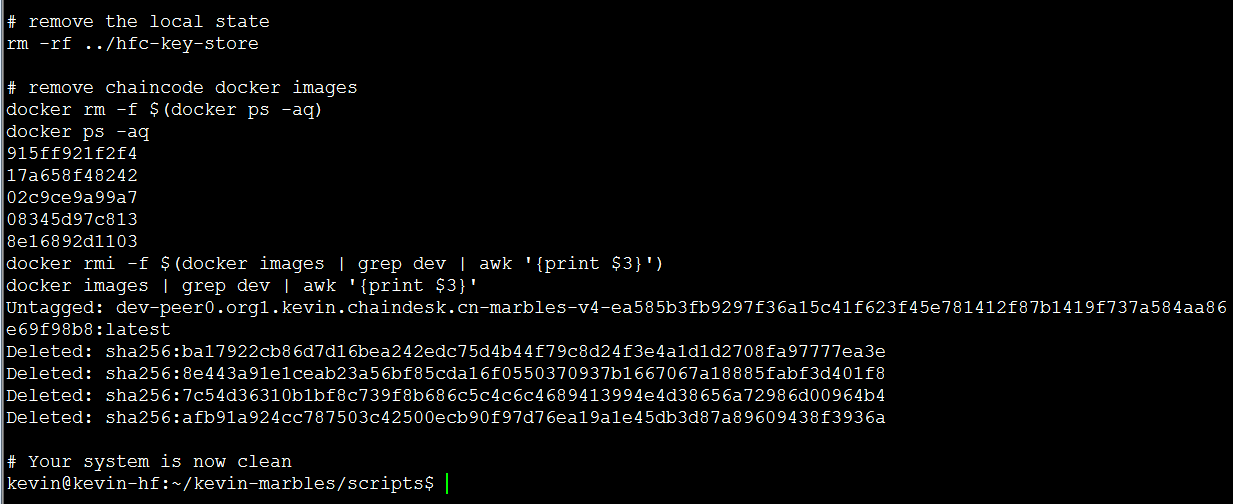 # remove the local state
rm -rf ../hfc-key-store
# remove chaincode docker images
docker rm -f $(docker ps -aq)
docker ps -aq
915ff921f2f4
17a658f48242
02c9ce9a99a7
08345d97c813
8e16892d1103
docker rmi -f $(docker images | grep dev | awk '{print $3}')
docker images | grep dev | awk '{print $3}'
Untagged: dev-peer0.org1.kevin.chaindesk.cn-marbles-v4-ea585b3fb9297f36a15c41f623f45e781412f87b1419f737a584aa86
e69f98b8:latest
Deleted: sha256:ba17922cb86d7d16bea242edc75d4b44f79c8d24f3e4a1d1d2708fa97777ea3e
Deleted: sha256:8e443a91e1ceab23a56bf85cda16f0550370937b1667067a18885fabf3d401f8
Deleted: sha256:7c54d36310b1bf8c739f8b686c5c4c6c4689413994e4d38656a72986d00964b4
Deleted: sha256:afb91a924cc787503c42500ecb90f97d76ea19a1e45db3d87a89609438f3936a
# Your system is now clean
kevin@kevin-hf:~/kevin-marbles/scripts$